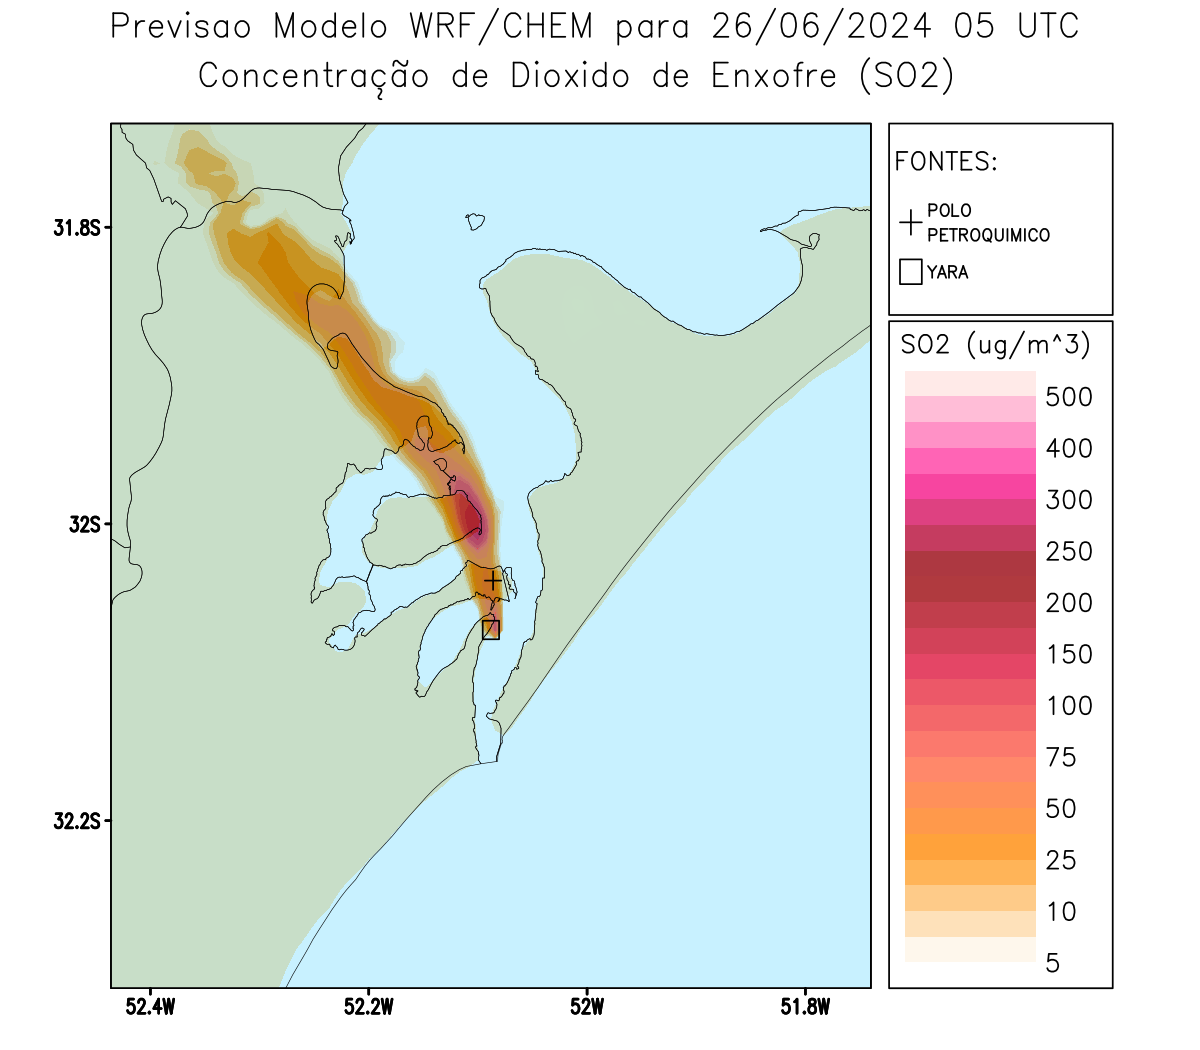 Previsao Modelo WRF/CHEM para 26/06/2024 05 UTC
Concentração de Dioxido de Enxofre (SO2)
FONTES:
POLO
PETROQUIMICO
YARA
SO2 (ug/m^3)
500
400
300
250
200
150
100
75
50
25
10
5
31.8S
32S
32.2S
52.4W
52.2W
52W
51.8W